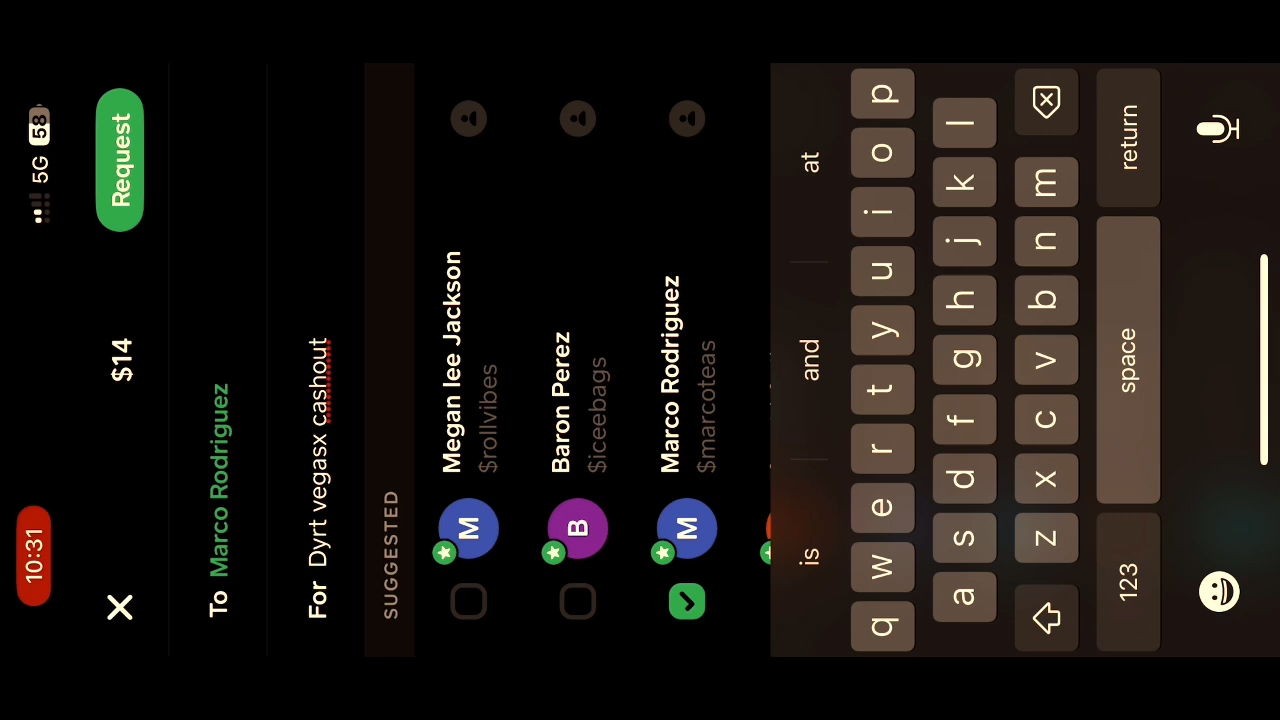 10:31
5G 58
$14
Request
To Marco Rodriguez
For Dyrt vegasx cashout
SUGGESTED
M
Megan lee Jackson
$rollvibes
B
Baron Perez
$iceebags
M
Marco Rodriguez
$marcoteas
is and at
q w e r t y u i o p
a s d f g h j k l
z x c v b n m
123 space return